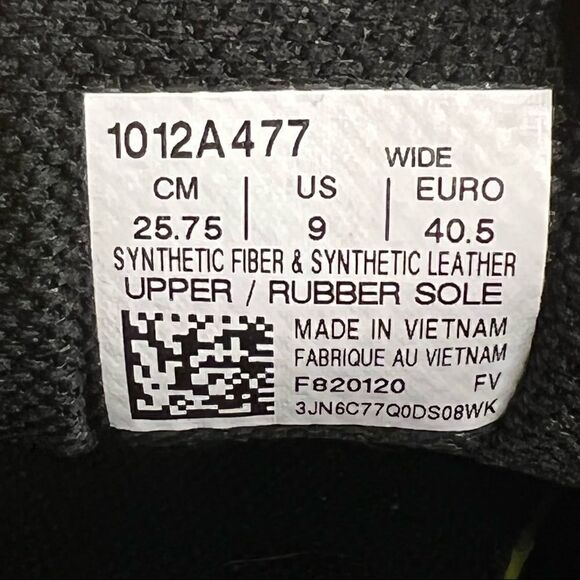 1012A477
WIDE
CM | US | EURO
25.75 | 9 | 40.5
SYNTHETIC FIBER & SYNTHETIC LEATHER
UPPER / RUBBER SOLE
MADE IN VIETNAM
FABRIQUE AU VIETNAM
F820120 FV
3JN6C77Q0DS08WK